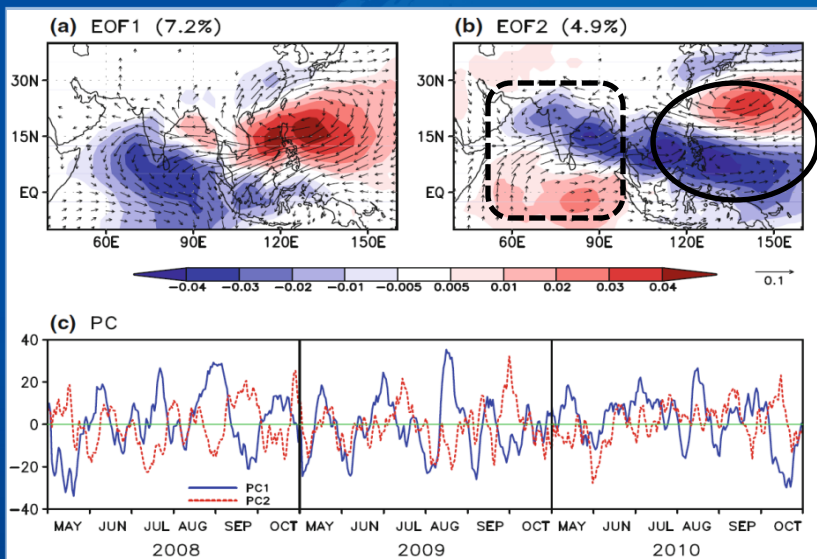 (a) EOF1 (7.2%)
(b) EOF2 (4.9%)
30N
15N
EQ
60E 90E 120E 150E
30N
15N
EQ
60E 90E 120E 150E
-0.04 -0.03 -0.02 -0.01 -0.005 0.005 0.01 0.02 0.03 0.04
0.1
(c) PC
40
20
0
-20
-40
PC1
PC2
MAY JUN JUL AUG SEP OCT MAY JUN JUL AUG SEP OCT MAY JUN JUL AUG SEP OCT
2008 2009 2010